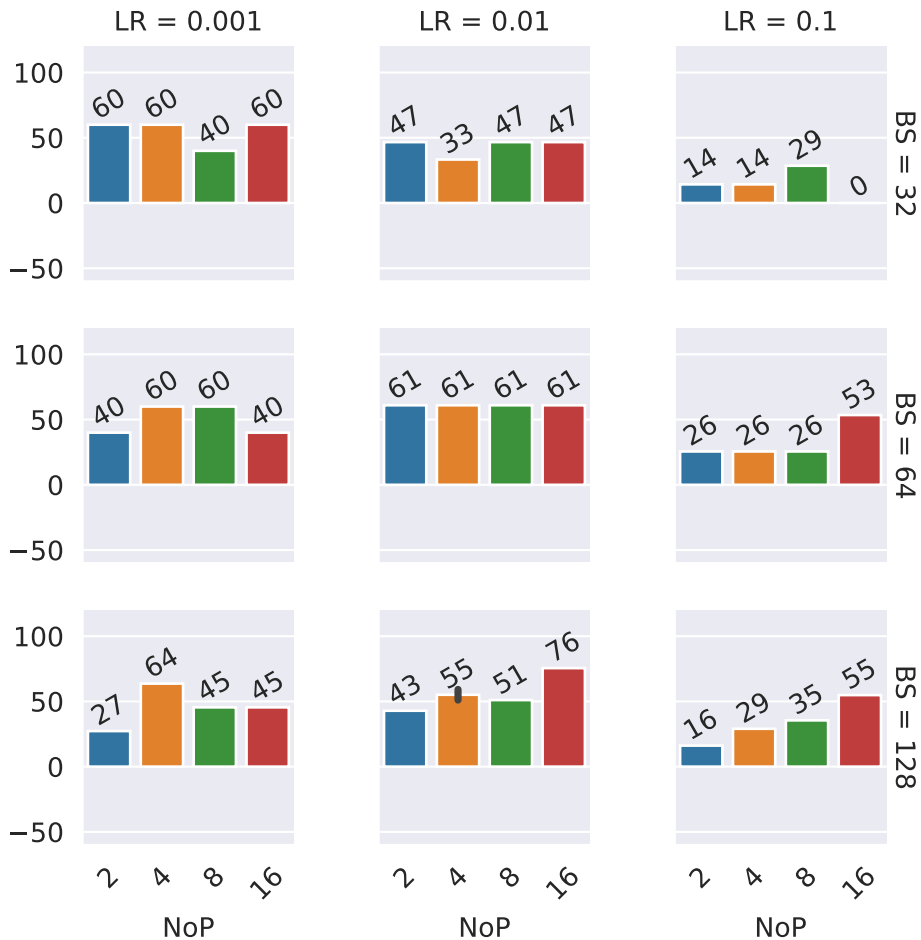 LR = 0.001 LR = 0.01 LR = 0.1
100
50
0
−50
60 60 40 60
47 33 47 47
14 14 29 0
BS = 32
100
50
0
−50
40 60 60 40
61 61 61 61
26 26 26 53
BS = 64
100
50
0
−50
27 64 45 45
43 55 51 76
16 29 35 55
BS = 128
2 4 8 16 2 4 8 16 2 4 8 16
NoP NoP NoP